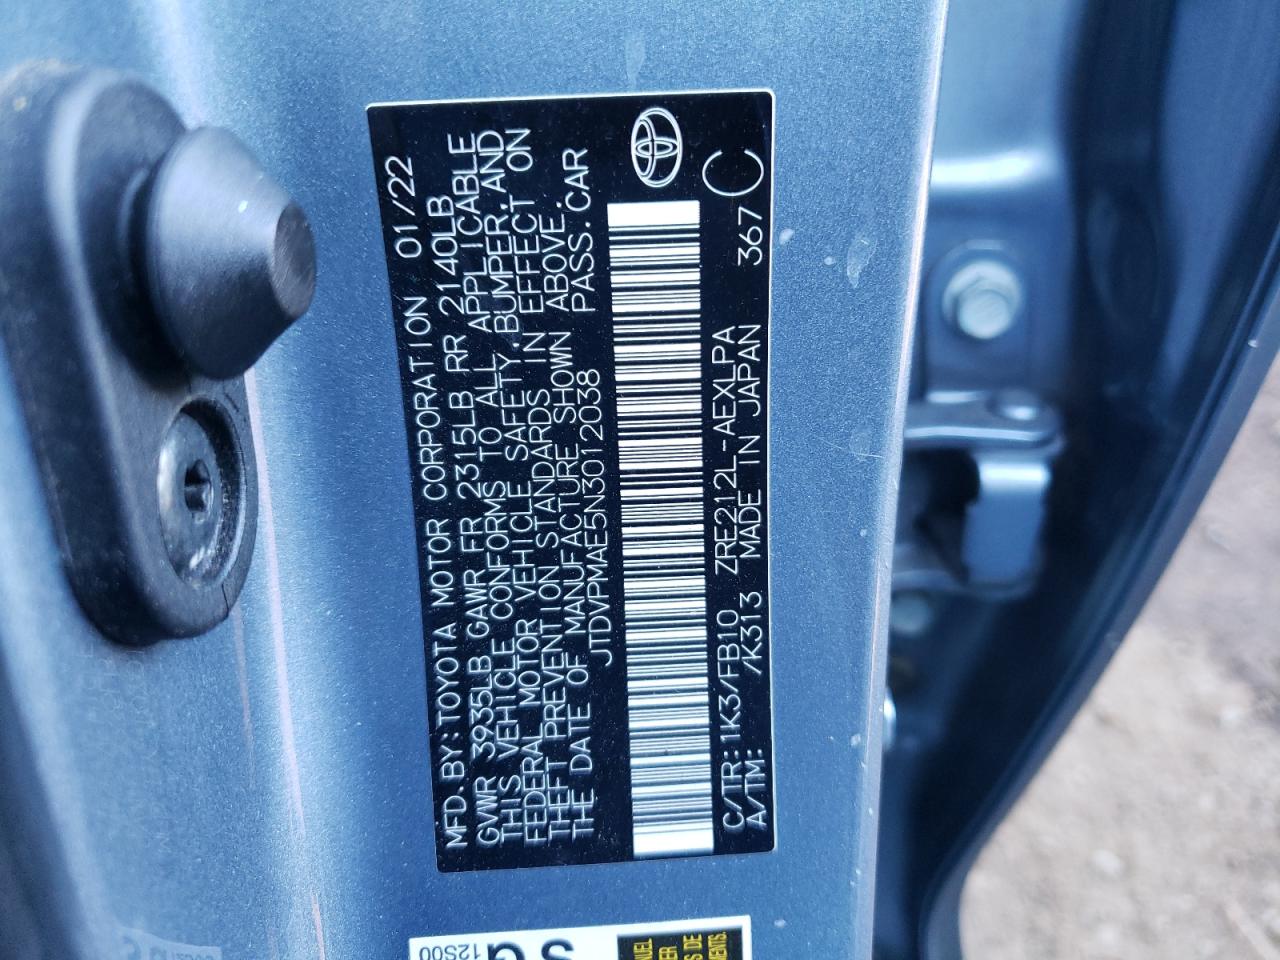 MFD. BY: TOYOTA MOTOR CORPORATION 01/22
GVWR 3935LB GAWR FR 2315LB RR 2140LB
THIS VEHICLE CONFORMS TO ALL APPLICABLE
FEDERAL MOTOR VEHICLE SAFETY, BUMPER, AND
THEFT PREVENTION STANDARDS IN EFFECT ON
THE DATE OF MANUFACTURE SHOWN ABOVE.
JTDVPMAE5N3012038 PASS. CAR
C/TR: 1K3/FB10 ZRE212L-AEXLPA 367 C
A/TM: /K313 MADE IN JAPAN
12S00